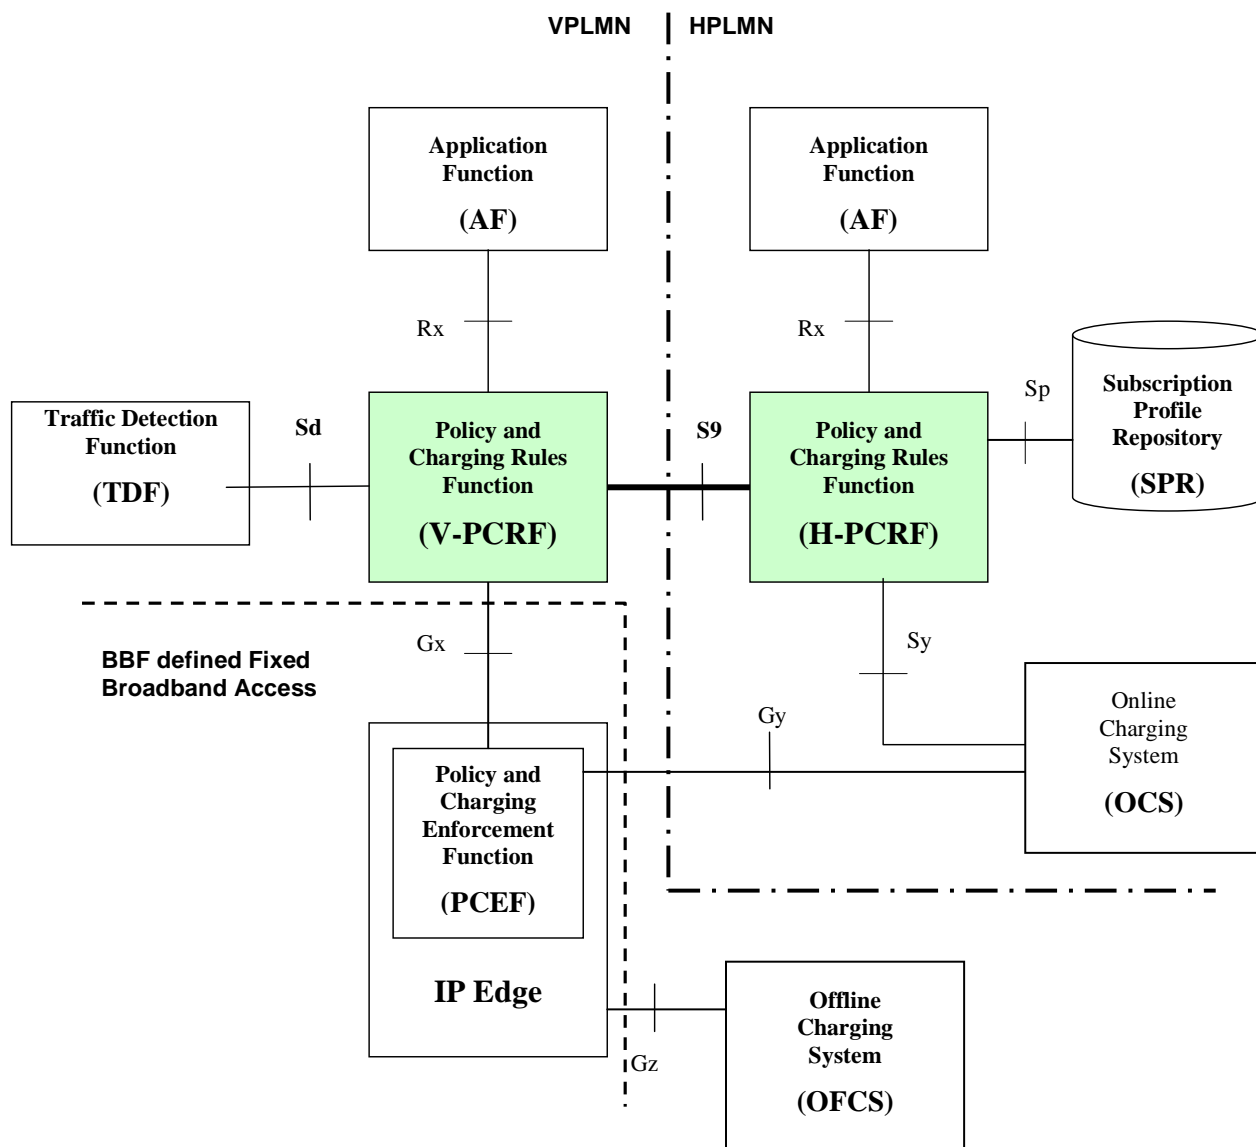 VPLMN
HPLMN
Application
Function
(AF)
Application
Function
(AF)
Rx
Rx
Traffic Detection
Function
(TDF)
Sd
Policy and
Charging Rules
Function
(V-PCRF)
S9
Policy and
Charging Rules
Function
(H-PCRF)
Sp
Subscription
Profile
Repository
(SPR)
BBF defined Fixed
Broadband Access
Gx
Sy
Gy
Policy and
Charging
Enforcement
Function
(PCEF)
IP Edge
Online
Charging
System
(OCS)
Gz
Offline
Charging
System
(OFCS)